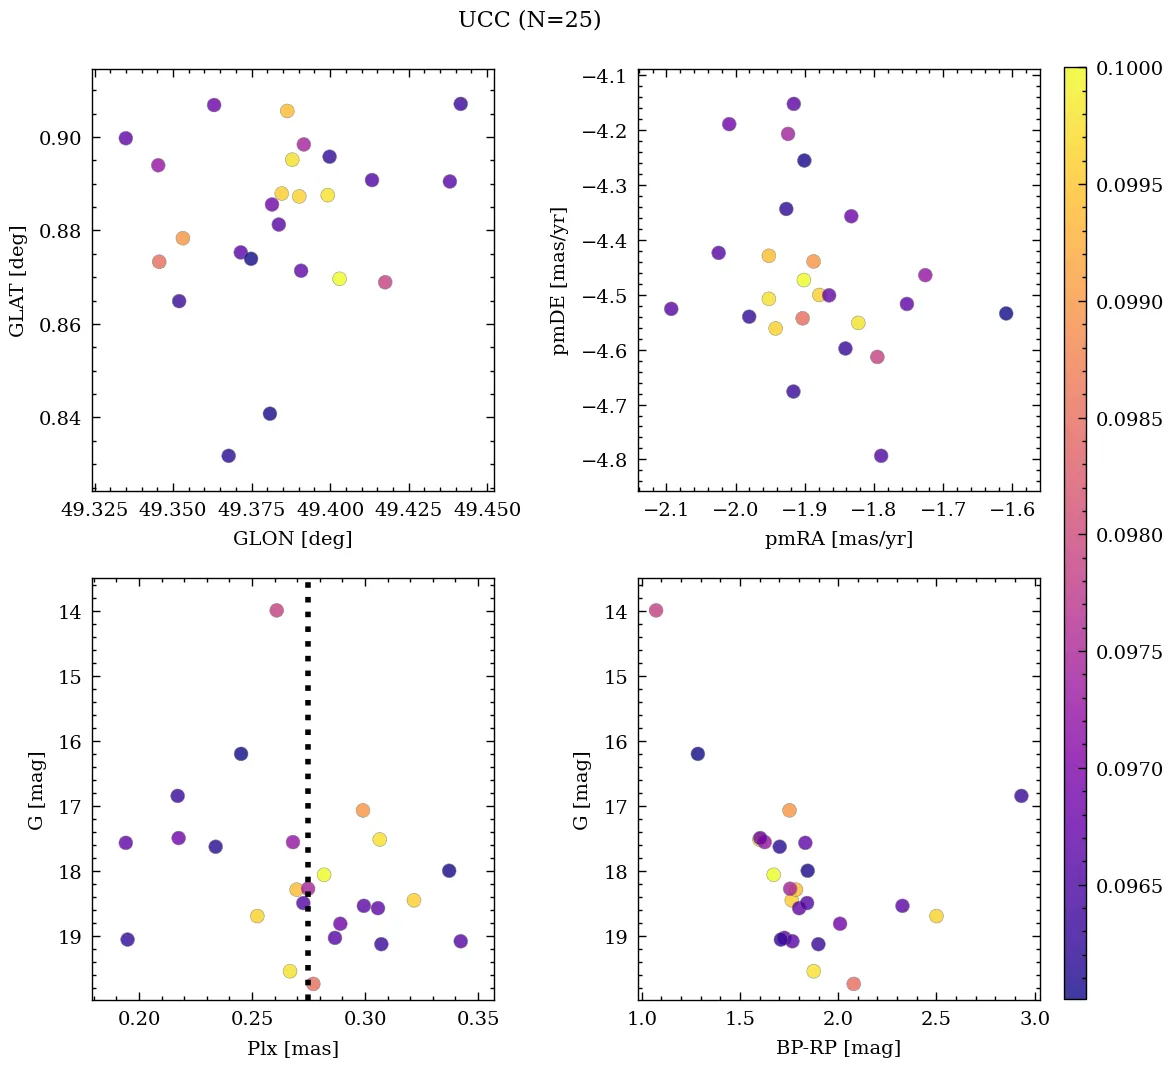 UCC (N=25)
0.90
0.88
0.86
0.84
GLAT [deg]
49.325 49.350 49.375 49.400 49.425 49.450
GLON [deg]
−4.1
−4.2
−4.3
−4.4
−4.5
−4.6
−4.7
−4.8
pmDE [mas/yr]
−2.1 −2.0 −1.9 −1.8 −1.7 −1.6
pmRA [mas/yr]
14
15
16
17
18
19
G [mag]
0.20 0.25 0.30 0.35
Plx [mas]
14
15
16
17
18
19
G [mag]
1.0 1.5 2.0 2.5 3.0
BP-RP [mag]
0.1000
0.0995
0.0990
0.0985
0.0980
0.0975
0.0970
0.0965